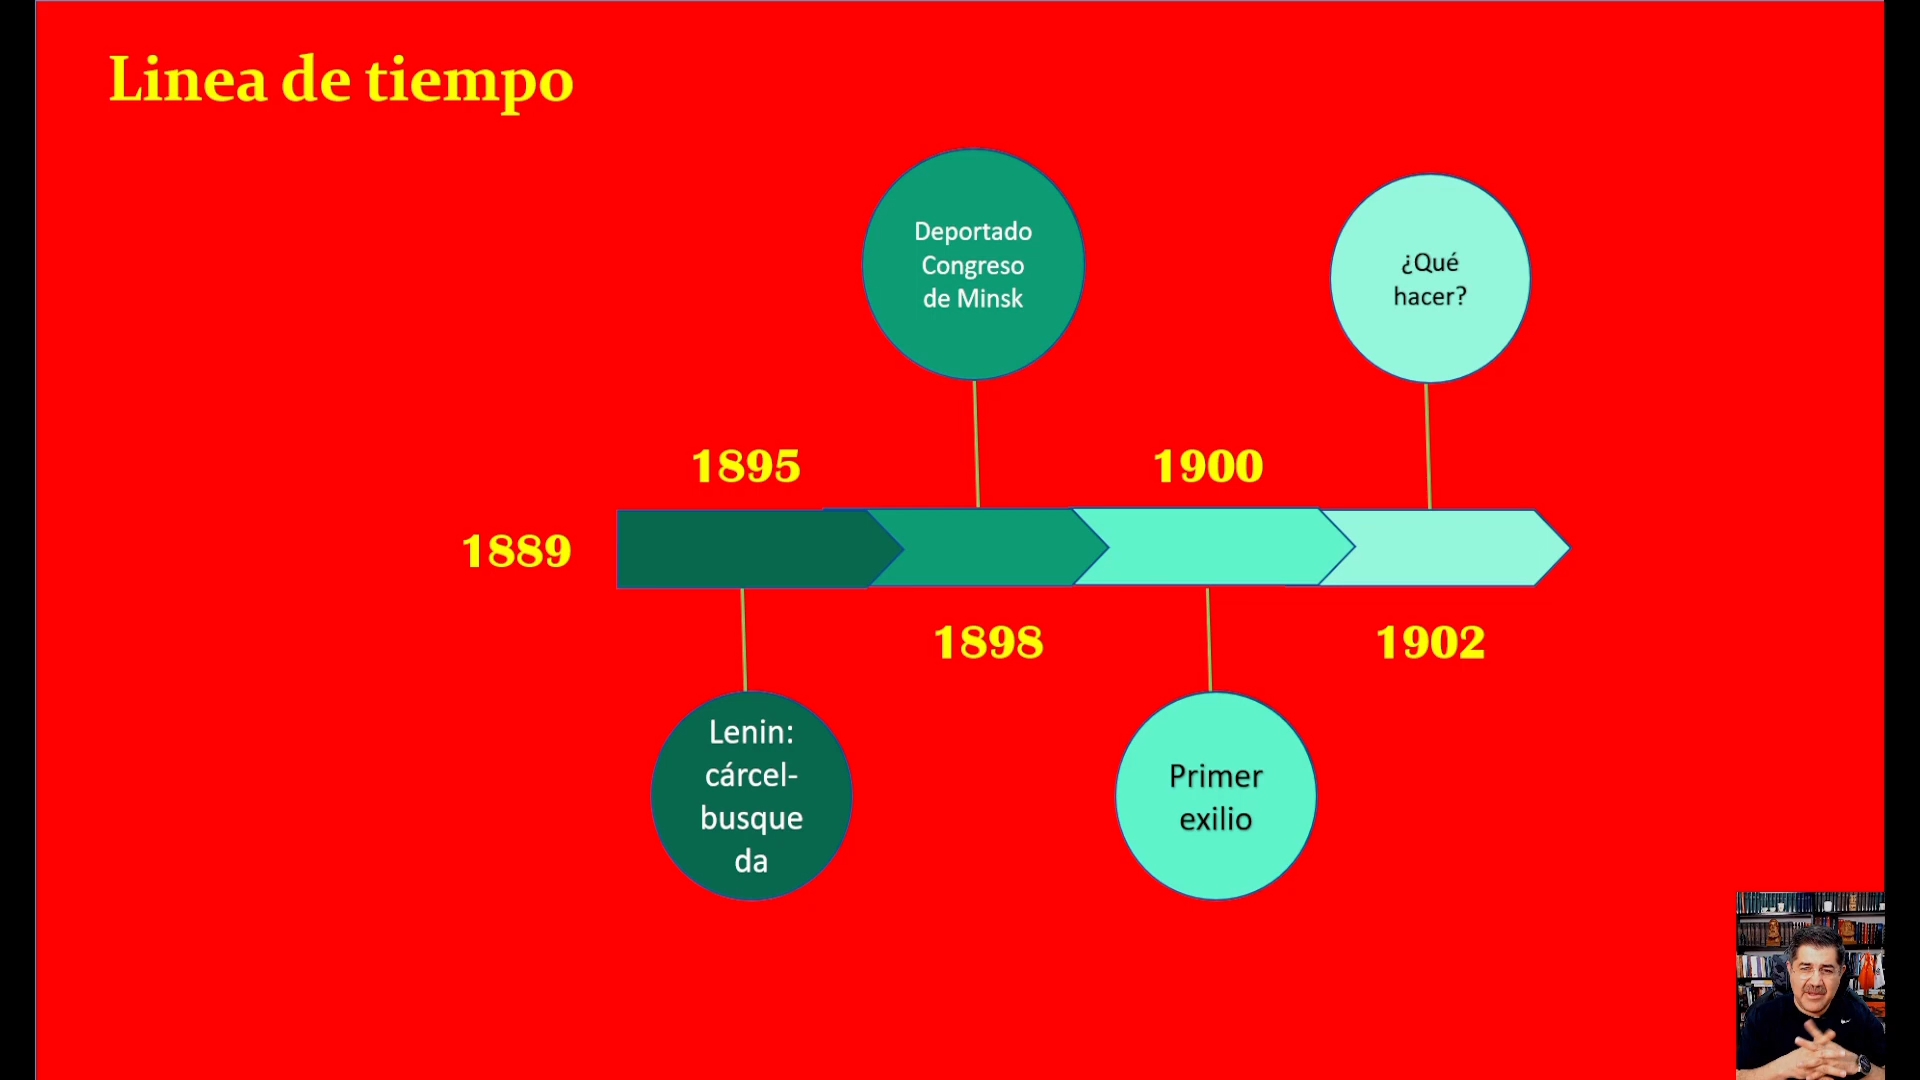 Linea de tiempo
Deportado
Congreso
de Minsk
¿Qué
hacer?
1895
1900
1889
1898
1902
Lenin:
cárcel-
busque
da
Primer
exilio